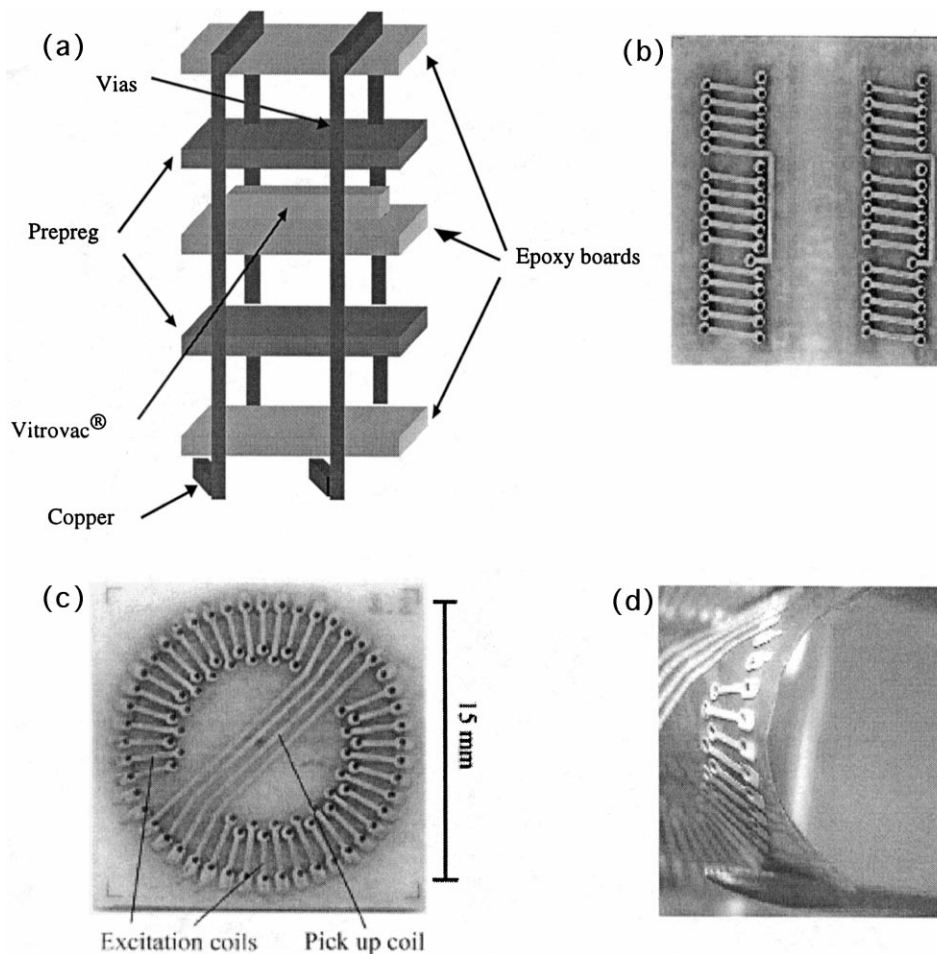 (a)
Vias
Prepreg
Epoxy boards
Vitrovac®
Copper
(b)
(c)
15 mm
Excitation coils
Pick up coil
(d)